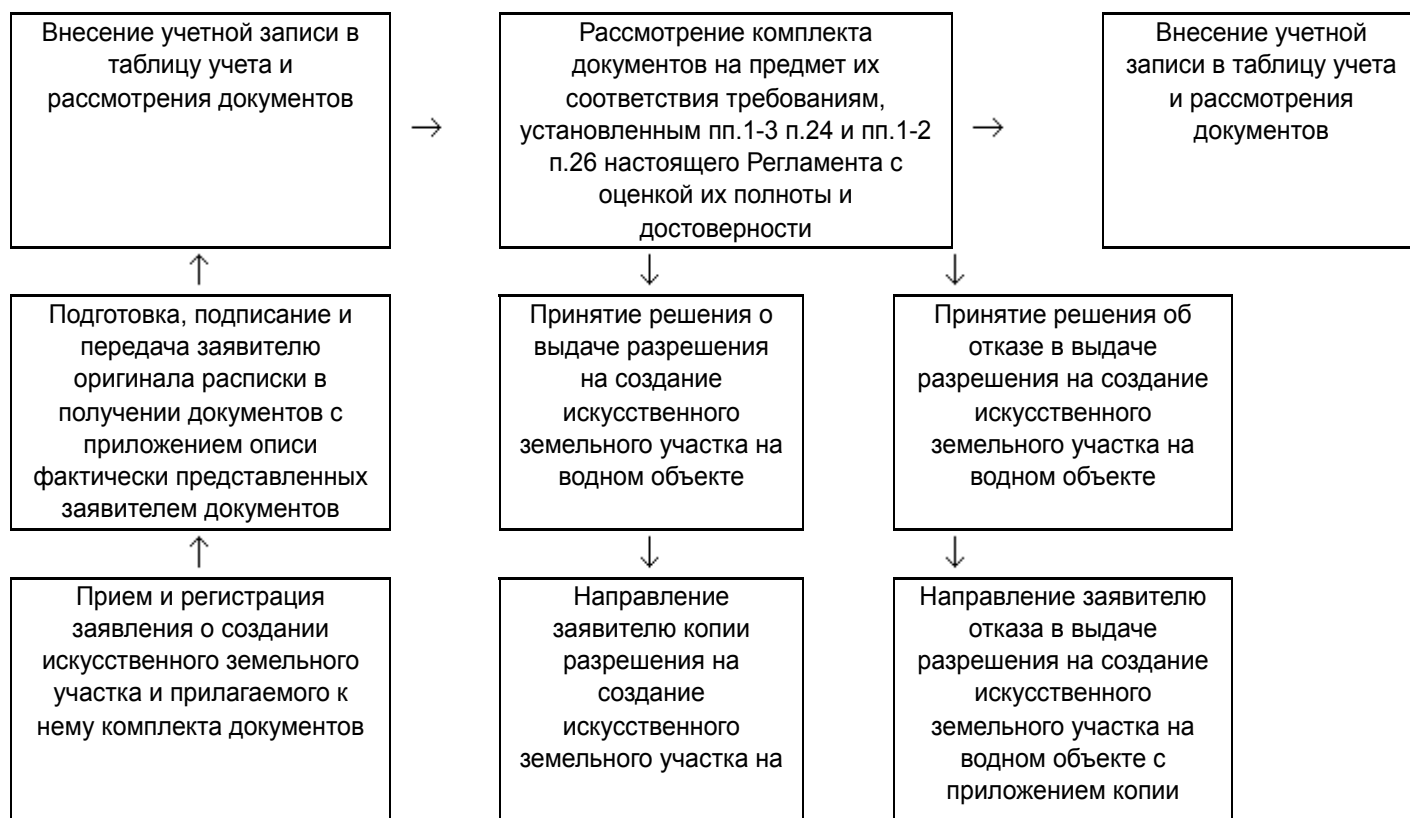 Внесение учетной записи в
таблицу учета и
рассмотрения документов
→
Рассмотрение комплекта
документов на предмет их
соответствия требованиям,
установленным пп.1-3 п.24 и пп.1-2
п.26 настоящего Регламента с
оценкой их полноты и
достоверности
→
Внесение учетной
записи в таблицу учета
и рассмотрения
документов
↑
↓
↓
Подготовка, подписание и
передача заявителю
оригинала расписки в
получении документов с
приложением описи
фактически представленных
заявителем документов
Принятие решения о
выдаче разрешения
на создание
искусственного
земельного участка на
водном объекте
Принятие решения об
отказе в выдаче
разрешения на создание
искусственного
земельного участка на
водном объекте
↑
↓
↓
Прием и регистрация
заявления о создании
искусственного земельного
участка и прилагаемого к
нему комплекта документов
Направление
заявителю копии
разрешения на
создание
искусственного
земельного участка на
Направление заявителю
отказа в выдаче
разрешения на создание
искусственного
земельного участка на
водном объекте с
приложением копии